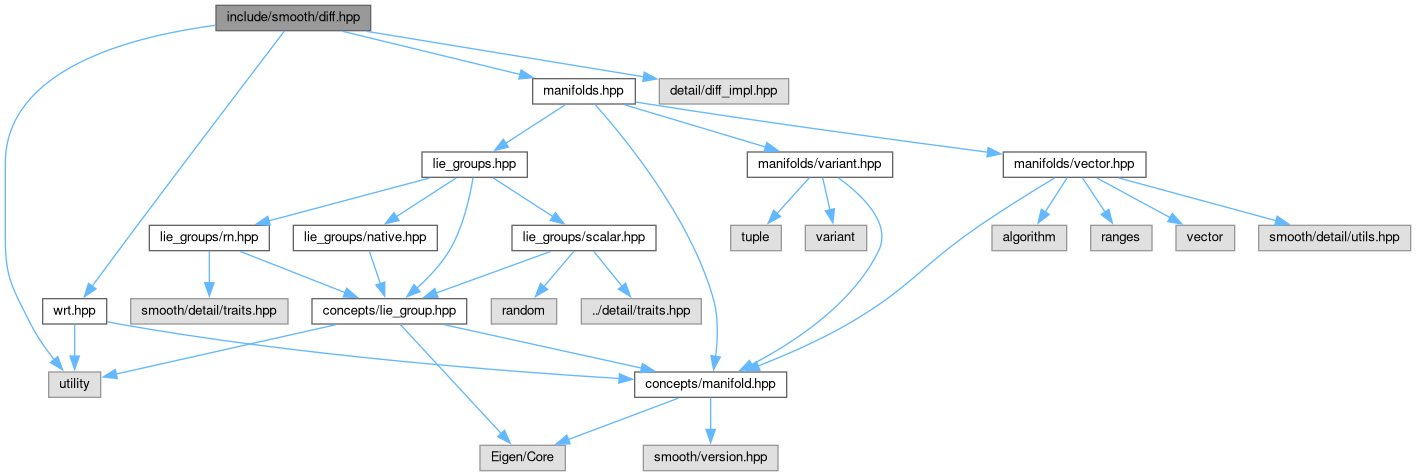 include/smooth/diff.hpp
manifolds.hpp
detail/diff_impl.hpp
lie_groups.hpp
manifolds/variant.hpp
manifolds/vector.hpp
lie_groups/rn.hpp
lie_groups/native.hpp
lie_groups/scalar.hpp
tuple
variant
algorithm
ranges
vector
smooth/detail/utils.hpp
wrt.hpp
smooth/detail/traits.hpp
concepts/lie_group.hpp
random
../detail/traits.hpp
utility
concepts/manifold.hpp
Eigen/Core
smooth/version.hpp